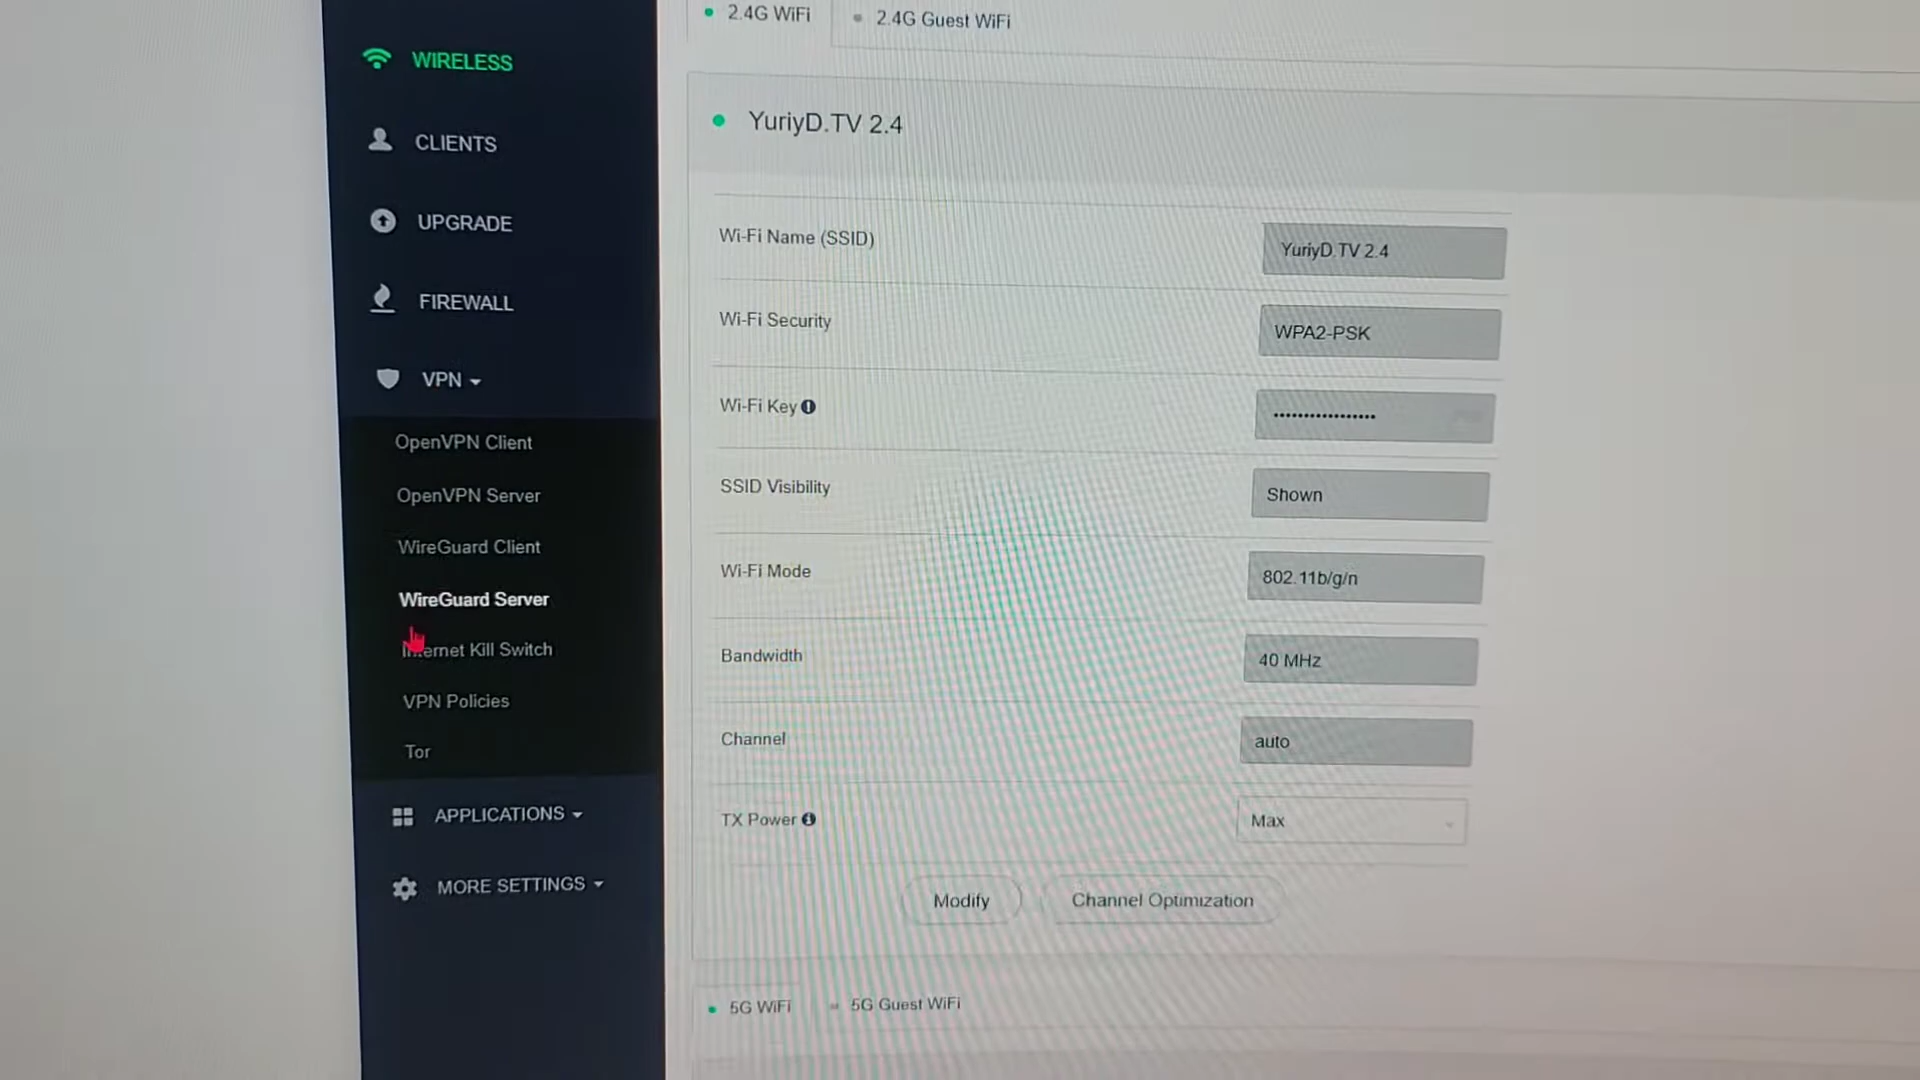 2.4G WiFi
2.4G Guest WiFi
WIRELESS
CLIENTS
UPGRADE
FIREWALL
VPN
OpenVPN Client
OpenVPN Server
WireGuard Client
WireGuard Server
Internet Kill Switch
VPN Policies
Tor
APPLICATIONS
MORE SETTINGS
YuriyD.TV 2.4
Wi-Fi Name (SSID)
YuriyD.TV 2.4
Wi-Fi Security
WPA2-PSK
Wi-Fi Key
•••••••••••••••••
SSID Visibility
Shown
Wi-Fi Mode
802.11b/g/n
Bandwidth
40 MHz
Channel
auto
TX Power
Max
Modify
Channel Optimization
5G WiFi
5G Guest WiFi